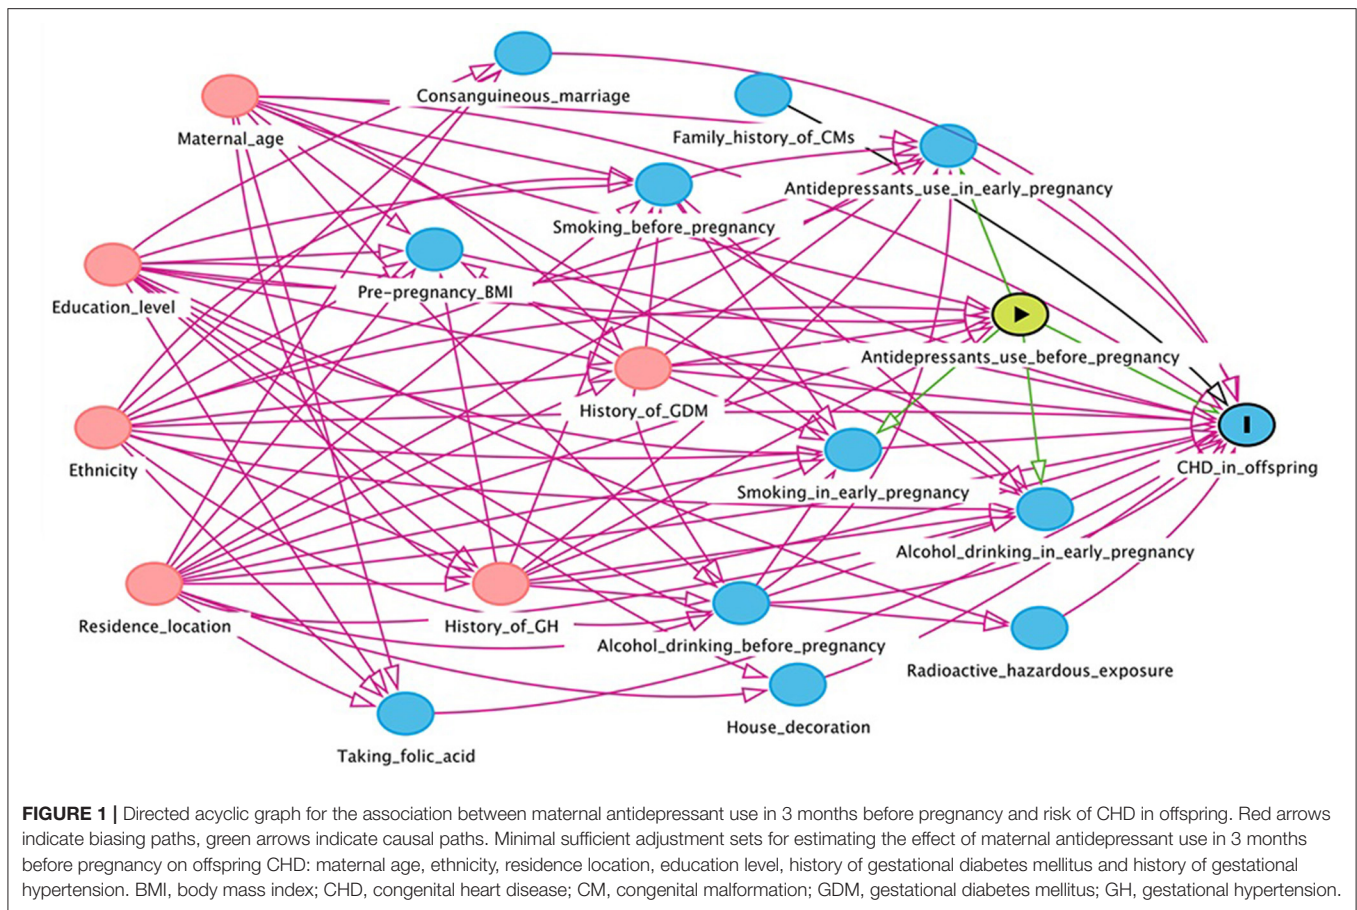 Consanguineous_marriage
Maternal_age
Family_history_of_CMs
Antidepressants_use_in_early_pregnancy
Smoking_before_pregnancy
Education_level
Pre-pregnancy_BMI
Antidepressants_use_before_pregnancy
History_of_GDM
Ethnicity
CHD_in_offspring
Smoking_in_early_pregnancy
Alcohol_drinking_in_early_pregnancy
Residence_location
History_of_GH
Alcohol_drinking_before_pregnancy
Radioactive_hazardous_exposure
House_decoration
Taking_folic_acid
FIGURE 1 | Directed acyclic graph for the association between maternal antidepressant use in 3 months before pregnancy and risk of CHD in offspring. Red arrows
indicate biasing paths, green arrows indicate causal paths. Minimal sufficient adjustment sets for estimating the effect of maternal antidepressant use in 3 months
before pregnancy on offspring CHD: maternal age, ethnicity, residence location, education level, history of gestational diabetes mellitus and history of gestational
hypertension. BMI, body mass index; CHD, congenital heart disease; CM, congenital malformation; GDM, gestational diabetes mellitus; GH, gestational hypertension.